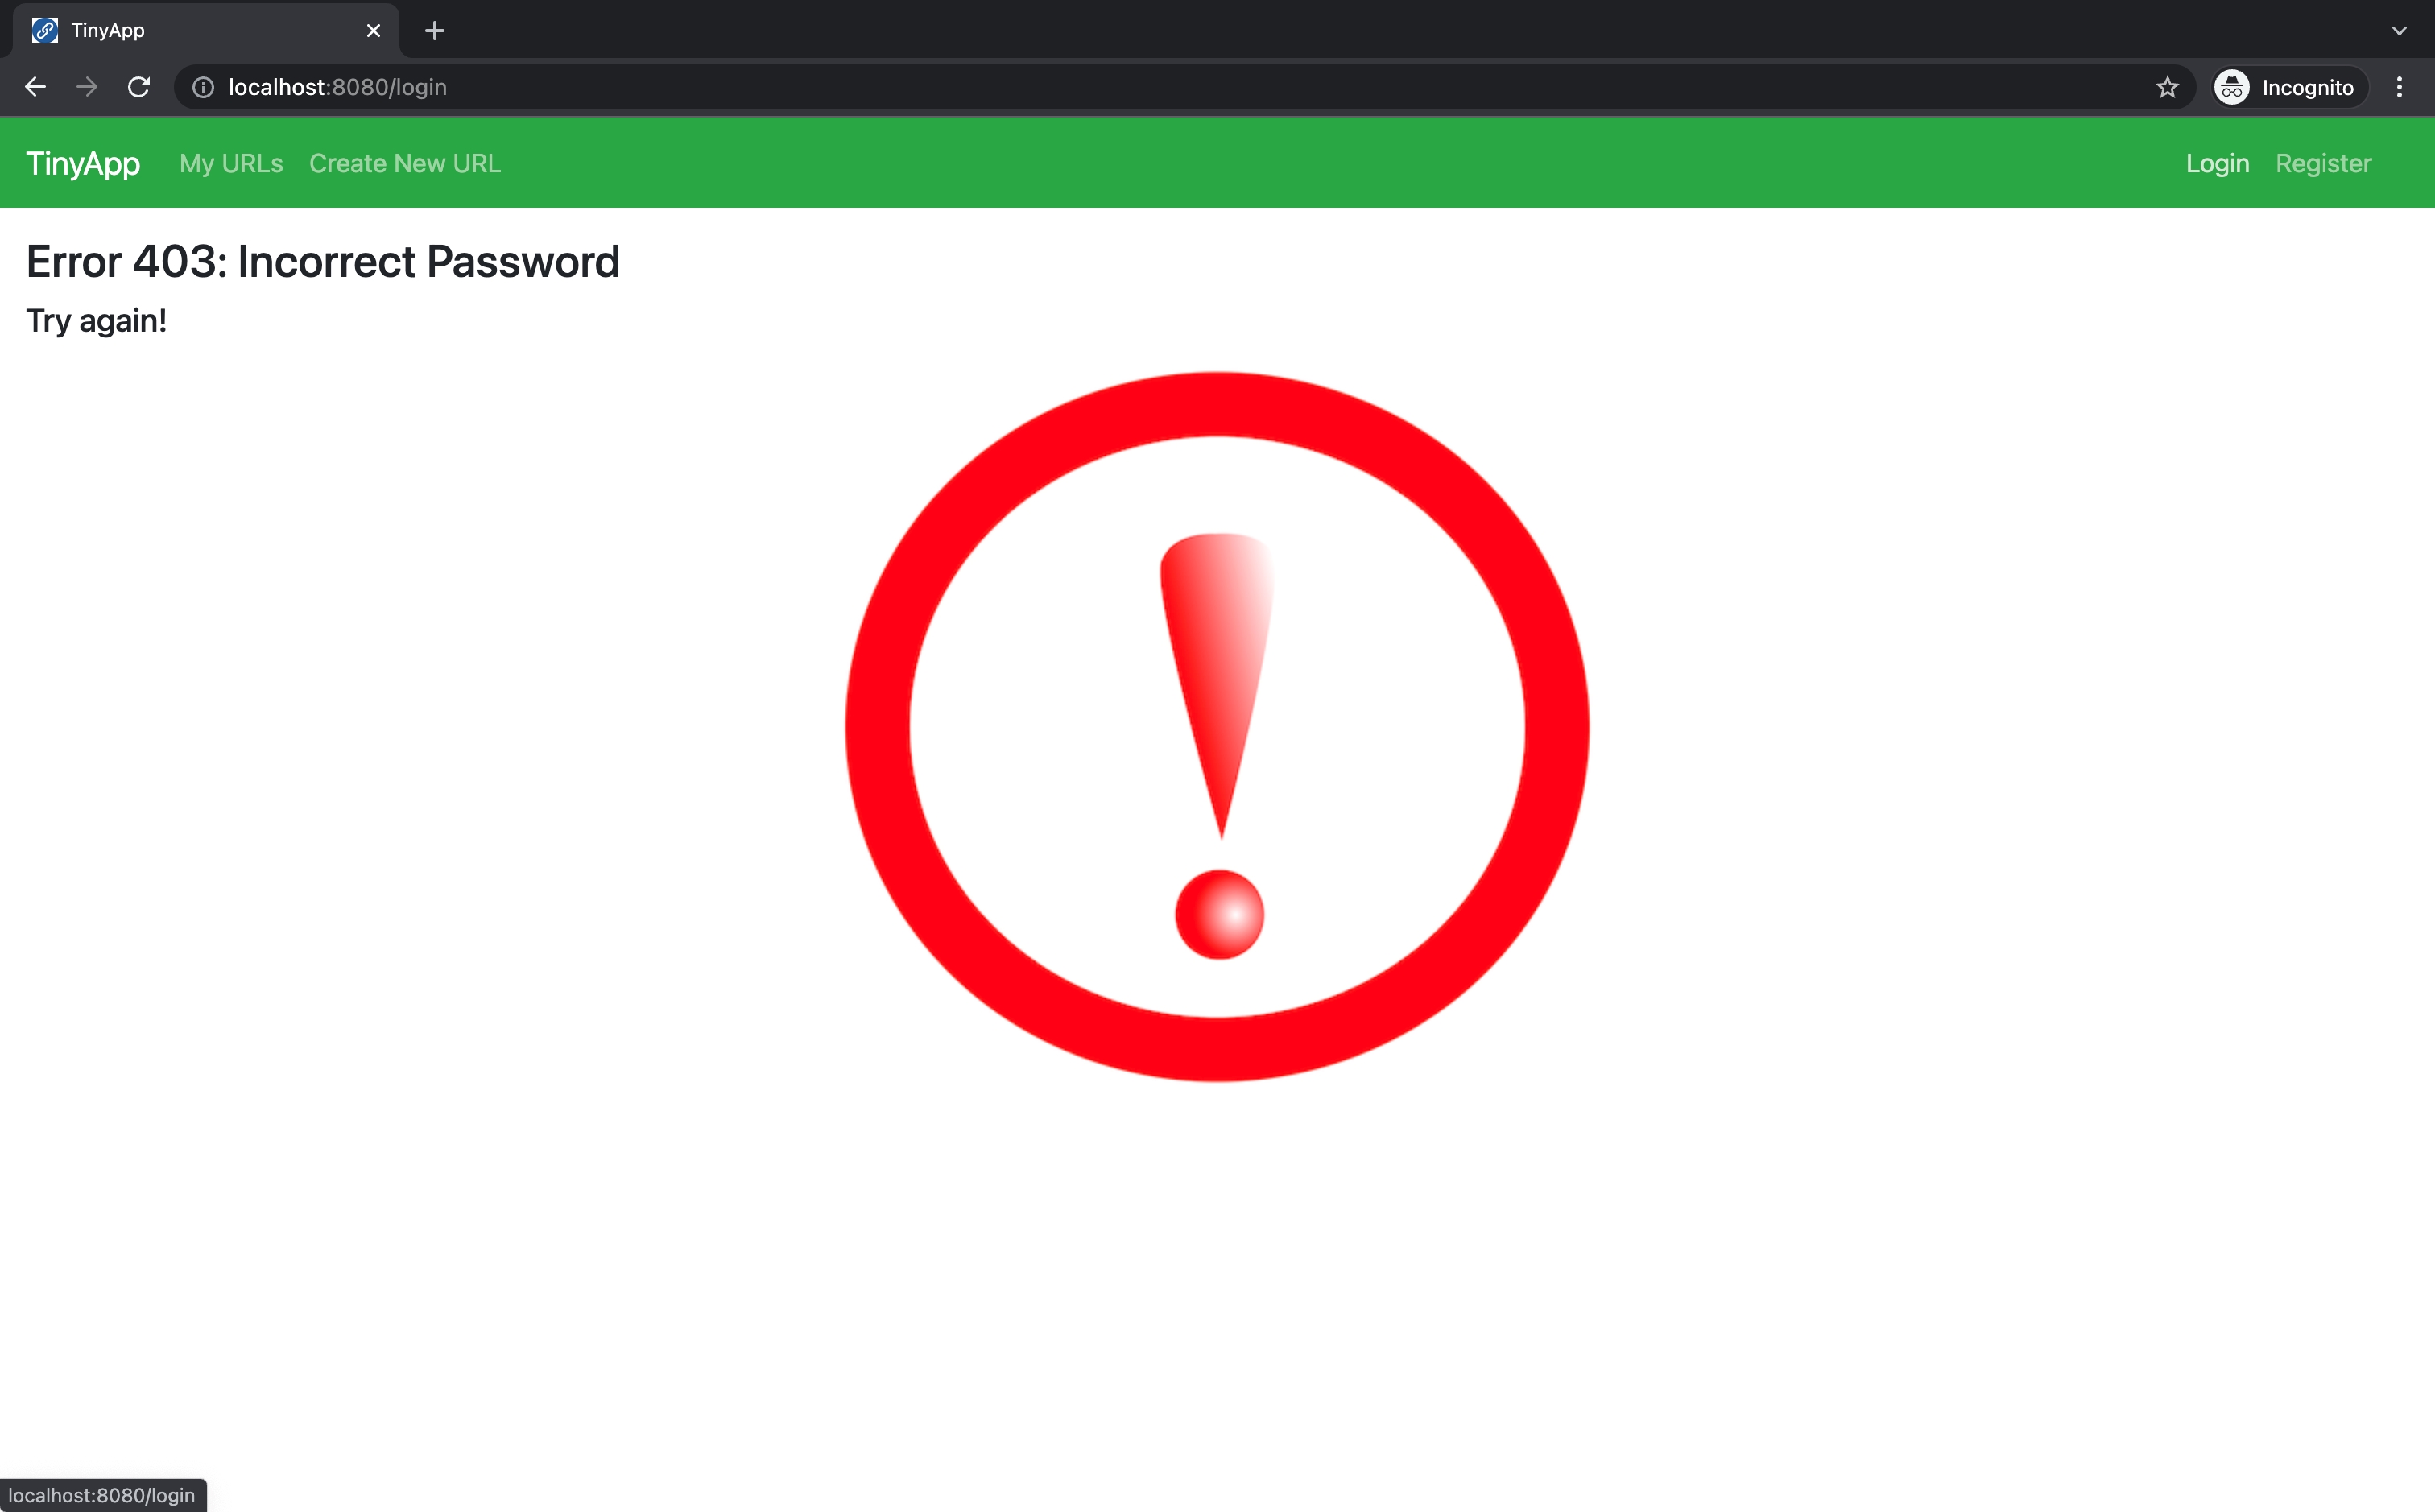 TinyApp
localhost:8080/login
Incognito
TinyApp My URLs Create New URL Login Register
Error 403: Incorrect Password
Try again!
localhost:8080/login